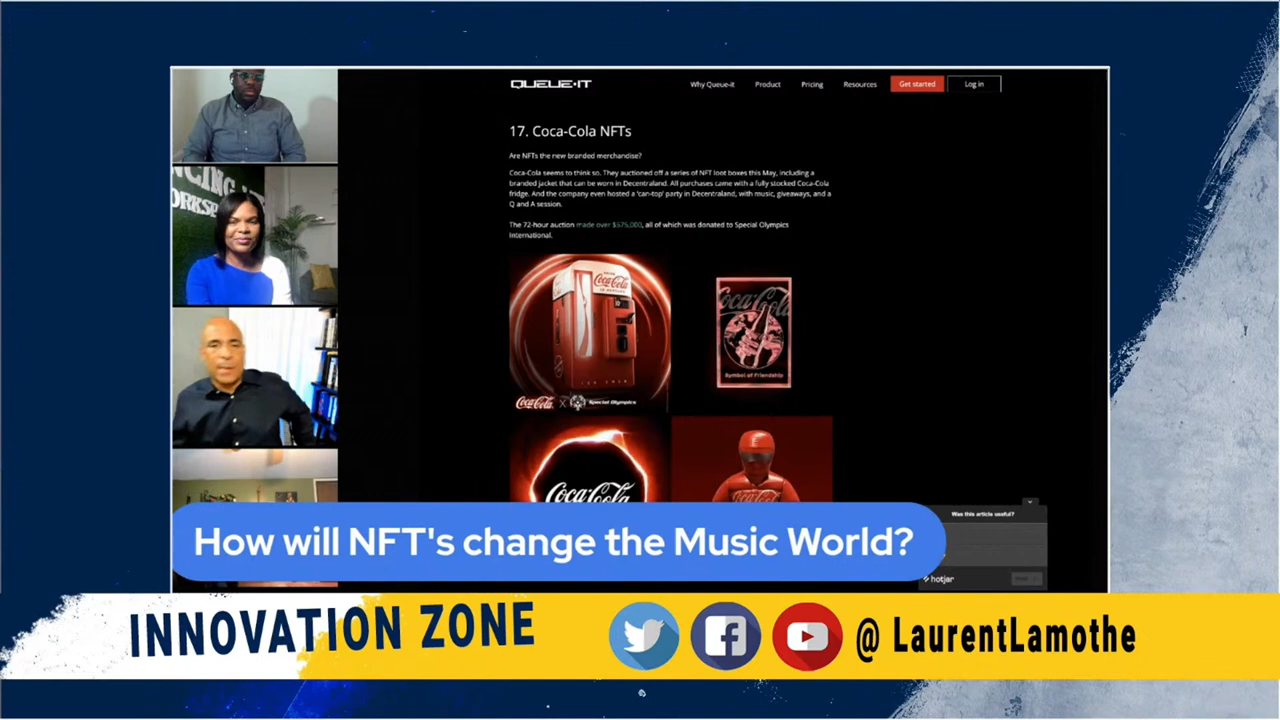 QUEUE-IT
Why Queue-it
Product
Pricing
Resources
Get started
Log in
17. Coca-Cola NFTs
Are NFTs the new branded merchandise?
Coca-Cola seems to think so. They auctioned off a series of NFT loot boxes this May, including a
branded jacket that can be worn in Decentraland. All purchases came with a fully stocked Coca-Cola
fridge. And the company even hosted a 'can-top' party in Decentraland, with music, giveaways, and a
Q and A session.
The 72-hour auction made over $575,000, all of which was donated to Special Olympics
International.
NCING
WORKS
Coca-Cola
Coca-Cola X Special Olympics
Coca-Cola
Symbol of Friendship
Coca-Cola
Was this article useful?
hotjar
How will NFT's change the Music World?
INNOVATION ZONE
@ LaurentLamothe